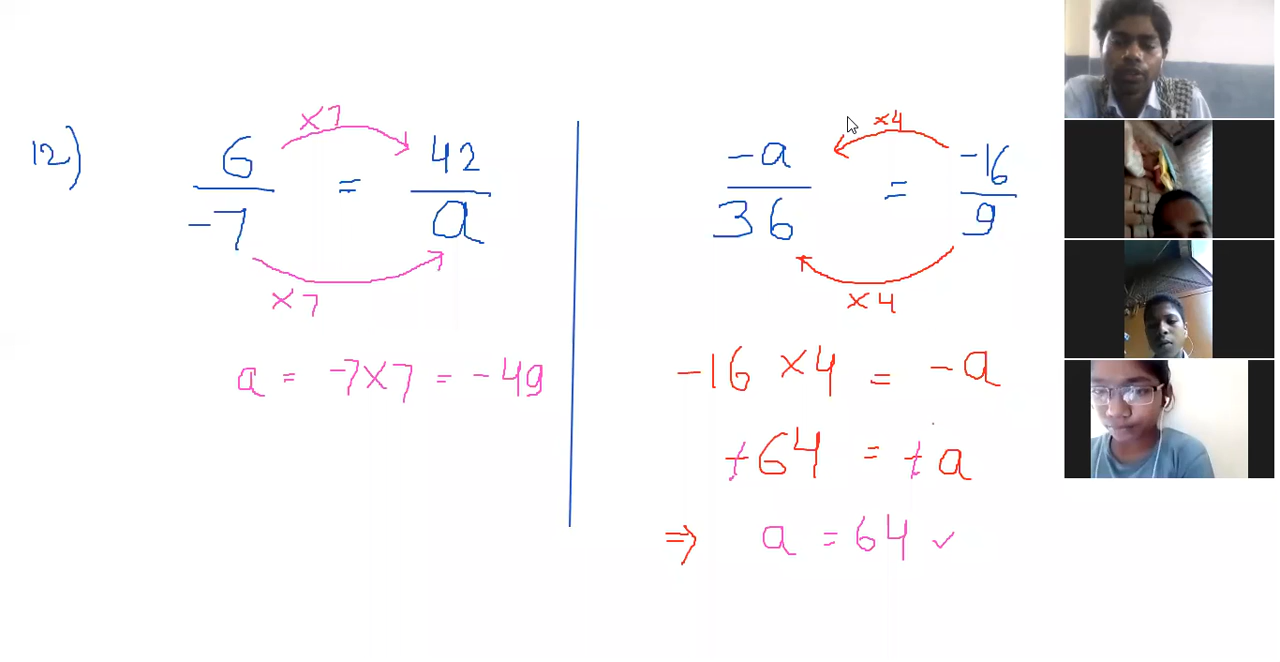 12)
×7
6/-7 = 42/a
×7
a = -7×7 = -49
×4
-a/36 = -16/9
×4
-16 ×4 = -a
+64 = +a
⇒ a = 64 ✓